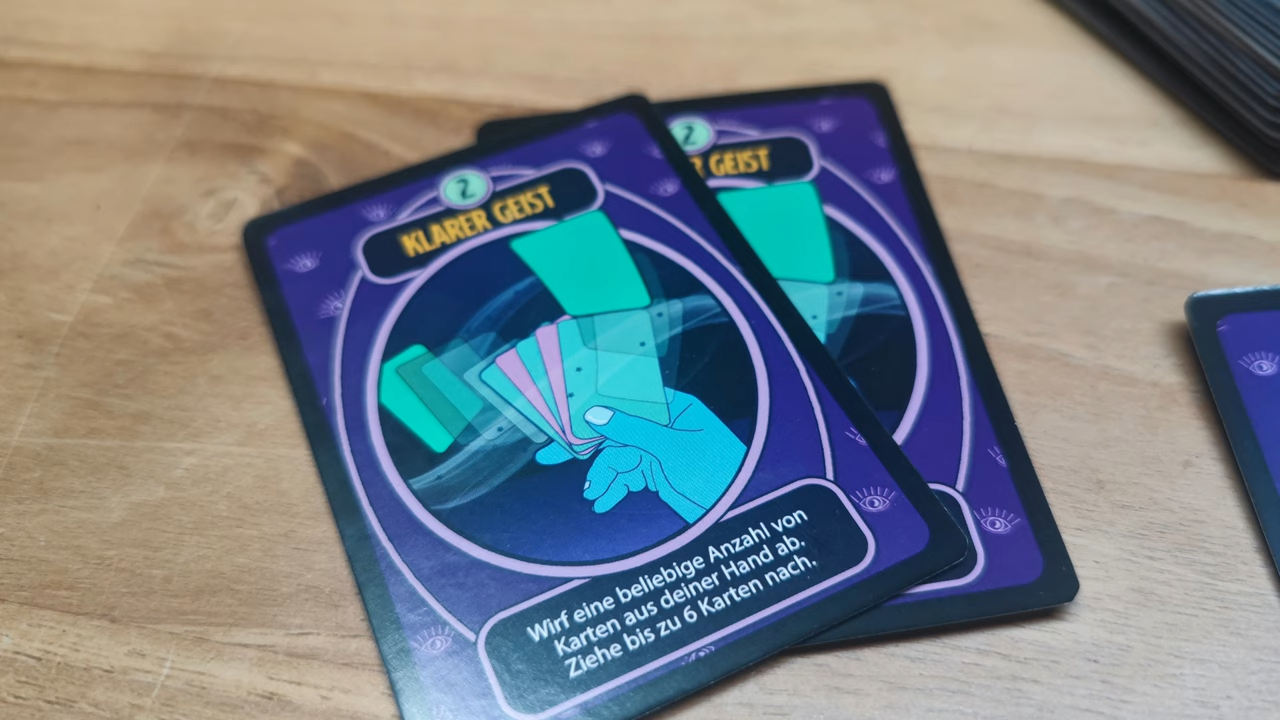 2
KLARER GEIST
Wirf eine beliebige Anzahl von
Karten aus deiner Hand ab.
Ziehe bis zu 6 Karten nach.
2
R GEIST